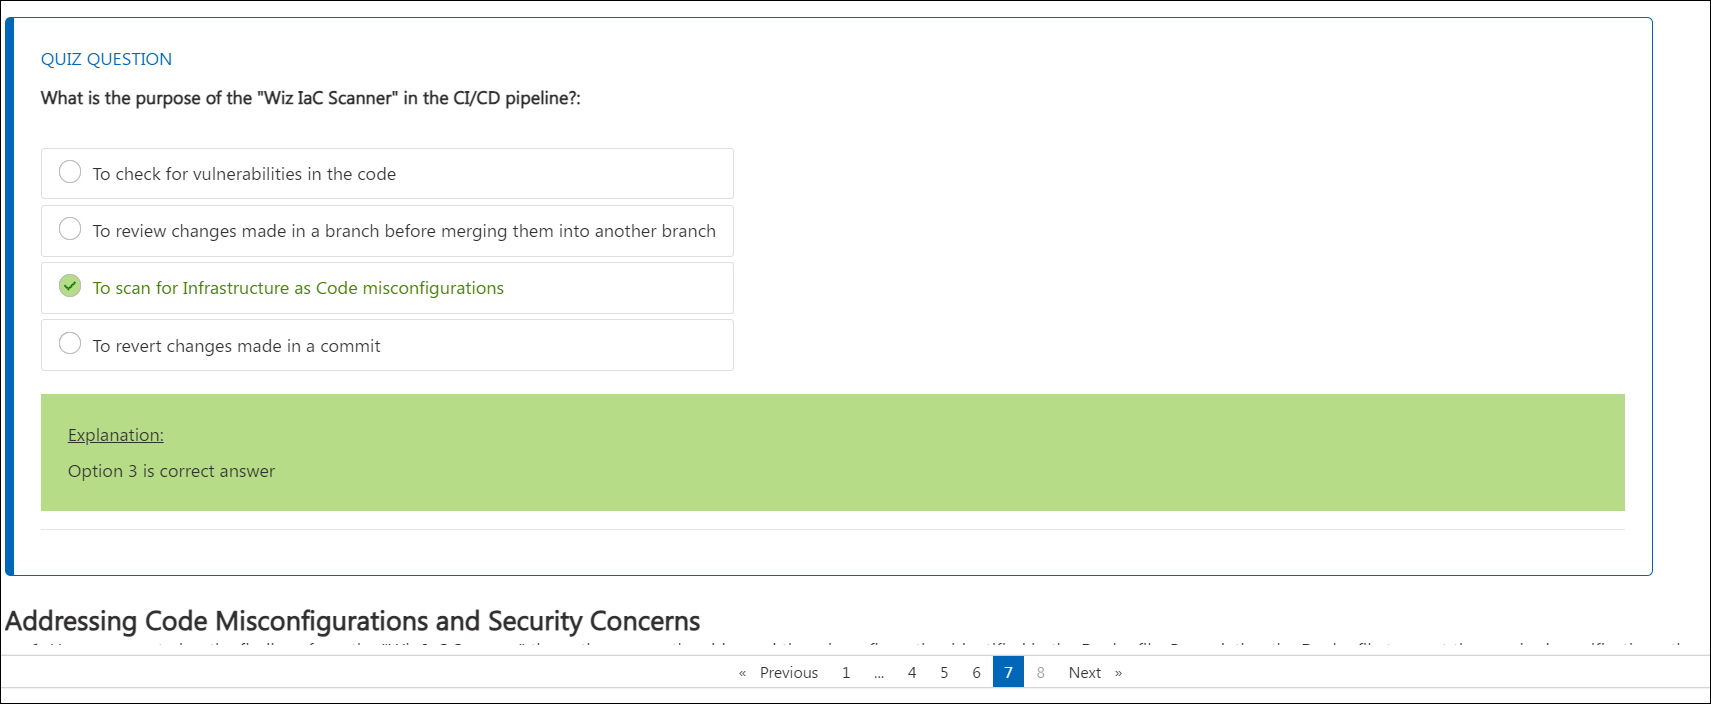 QUIZ QUESTION
What is the purpose of the "Wiz IaC Scanner" in the CI/CD pipeline?:
To check for vulnerabilities in the code
To review changes made in a branch before merging them into another branch
To scan for Infrastructure as Code misconfigurations
To revert changes made in a commit
Explanation:
Option 3 is correct answer
Addressing Code Misconfigurations and Security Concerns
« Previous 1 ... 4 5 6 7 8 Next »